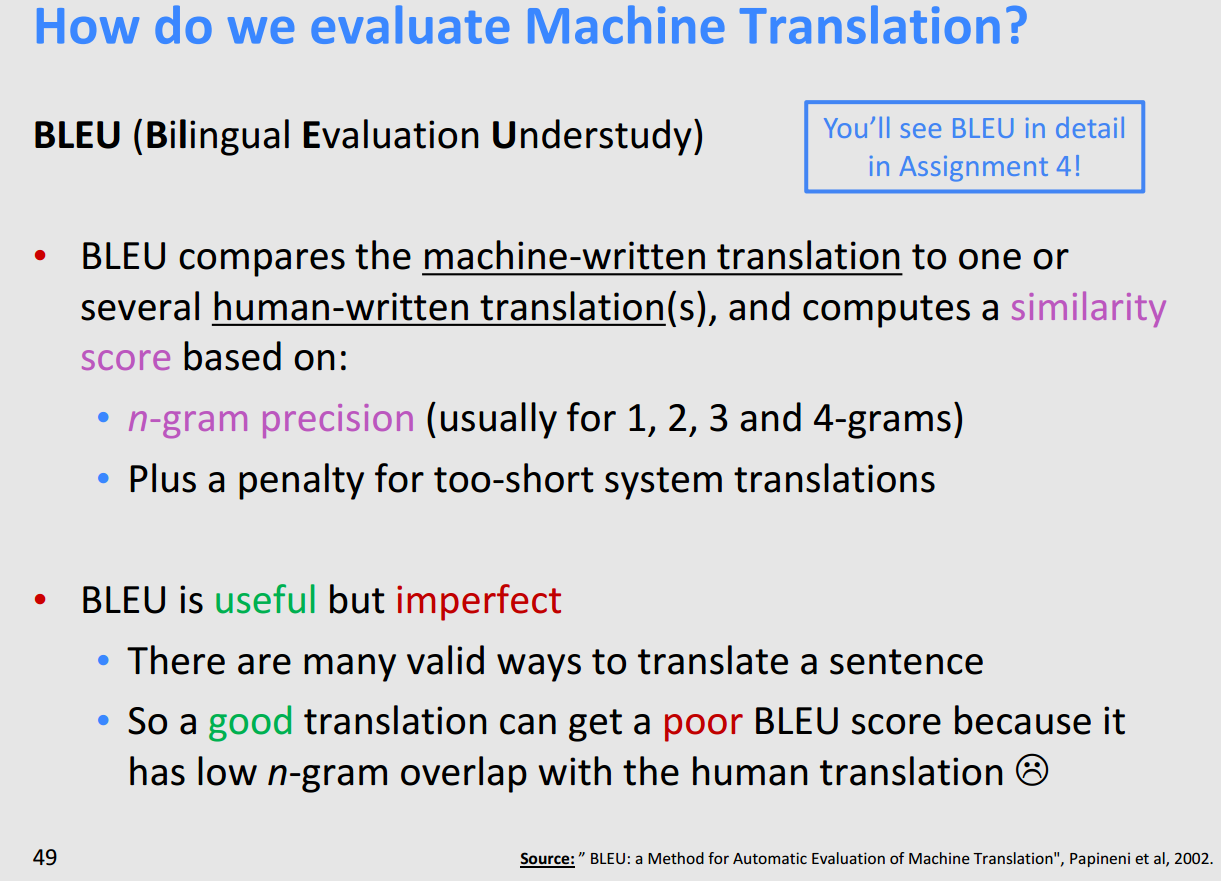 How do we evaluate Machine Translation?
BLEU (Bilingual Evaluation Understudy)
You’ll see BLEU in detail
in Assignment 4!
• BLEU compares the machine-written translation to one or
several human-written translation(s), and computes a similarity
score based on:
• n-gram precision (usually for 1, 2, 3 and 4-grams)
• Plus a penalty for too-short system translations
• BLEU is useful but imperfect
• There are many valid ways to translate a sentence
• So a good translation can get a poor BLEU score because it
has low n-gram overlap with the human translation ☹
49
Source: ” BLEU: a Method for Automatic Evaluation of Machine Translation", Papineni et al, 2002.